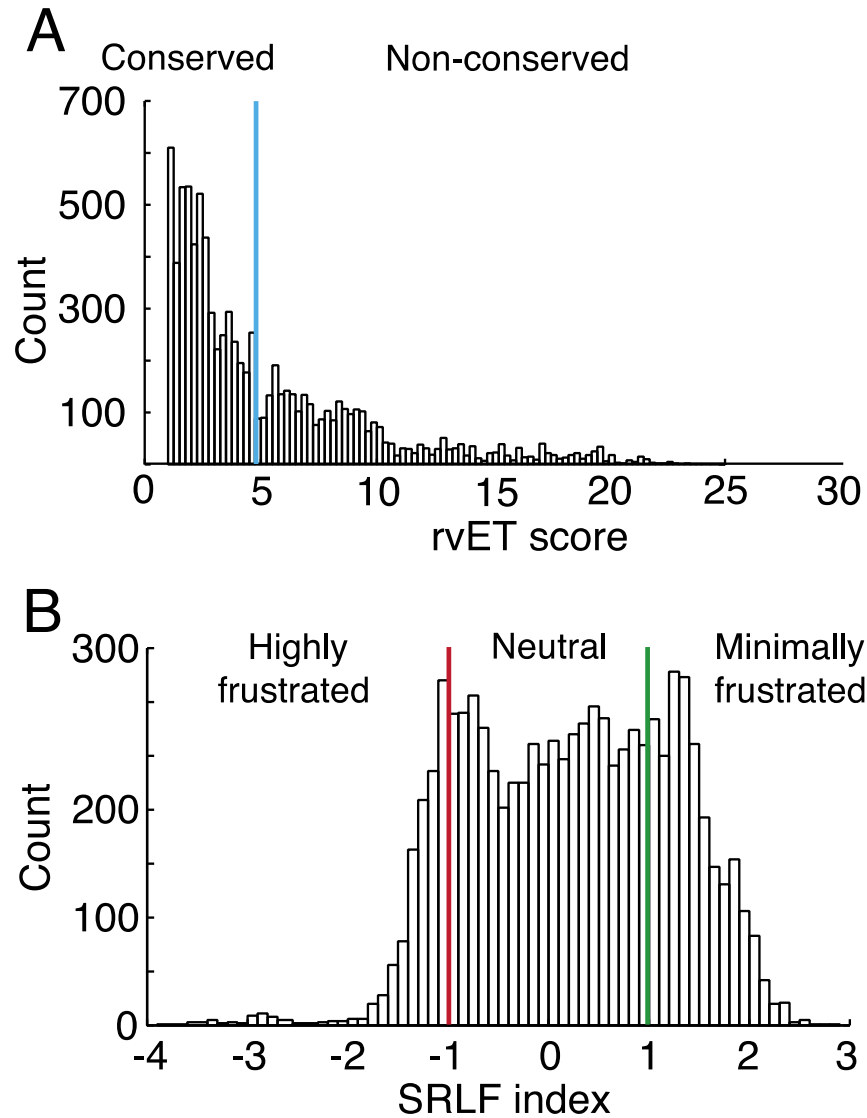 A
Conserved Non-conserved
700
500
300
100
Count
0 5 10 15 20 25 30
rvET score
B
Highly frustrated
Neutral
Minimally frustrated
300
200
100
0
Count
-4 -3 -2 -1 0 1 2 3
SRLF index